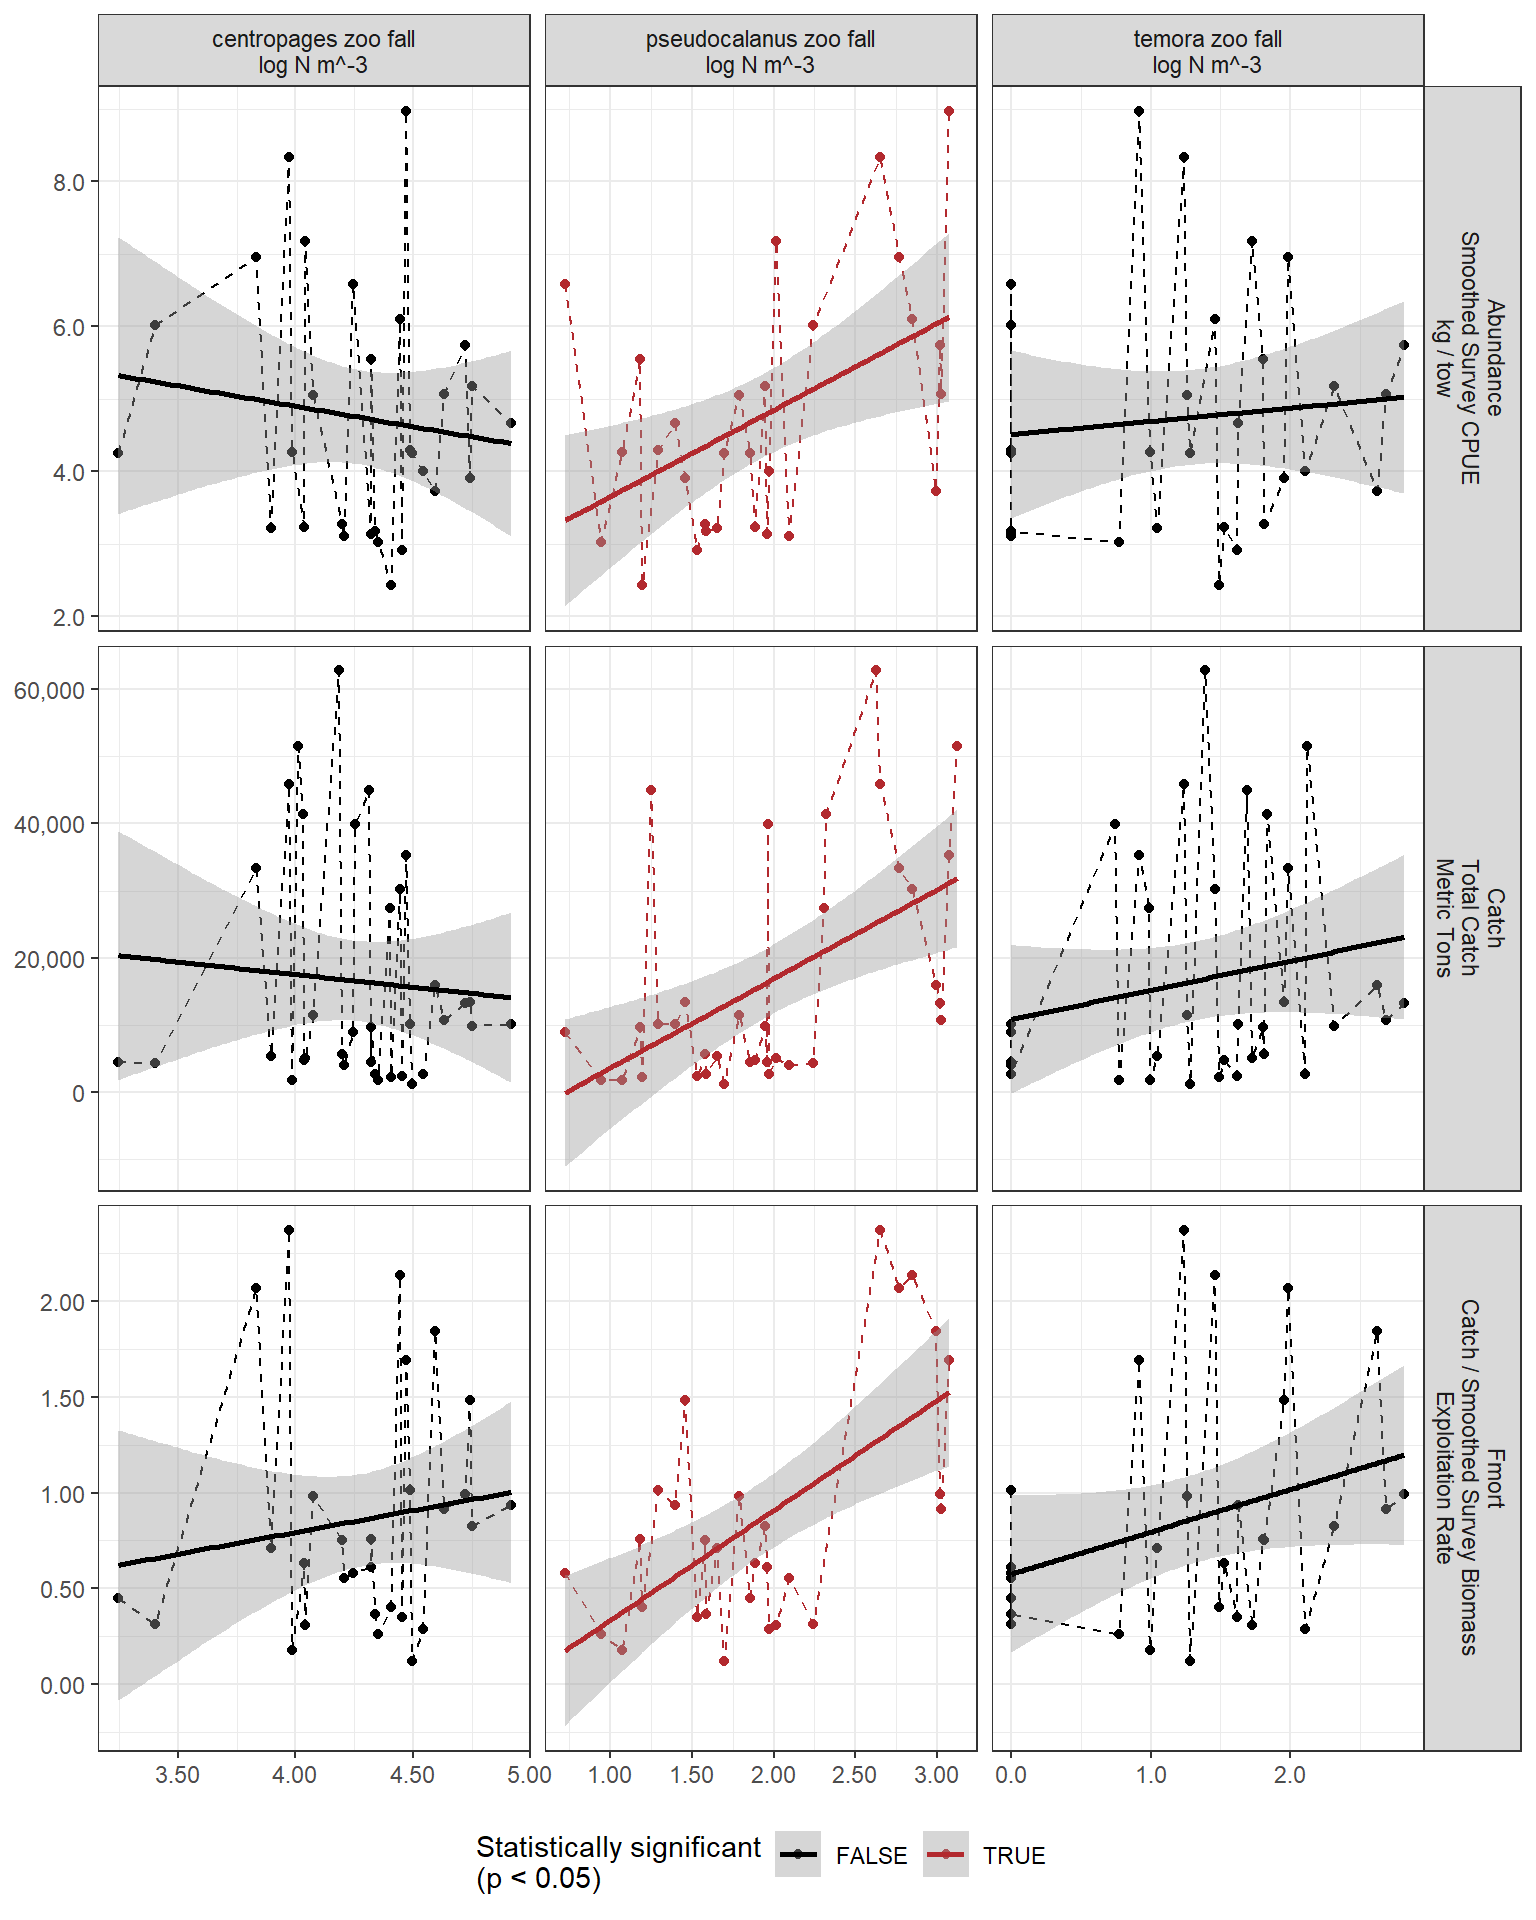 centropages zoo fall
log N m^-3
pseudocalanus zoo fall
log N m^-3
temora zoo fall
log N m^-3
8.0
6.0
4.0
2.0
Abundance
Smoothed Survey CPUE
kg / tow
60,000
40,000
20,000
0
Catch
Total Catch
Metric Tons
2.00
1.50
1.00
0.50
0.00
Fmort
Catch / Smoothed Survey Biomass
Exploitation Rate
3.50 4.00 4.50 5.00
1.00 1.50 2.00 2.50 3.00
0.0 1.0 2.0
Statistically significant
(p < 0.05)
FALSE
TRUE